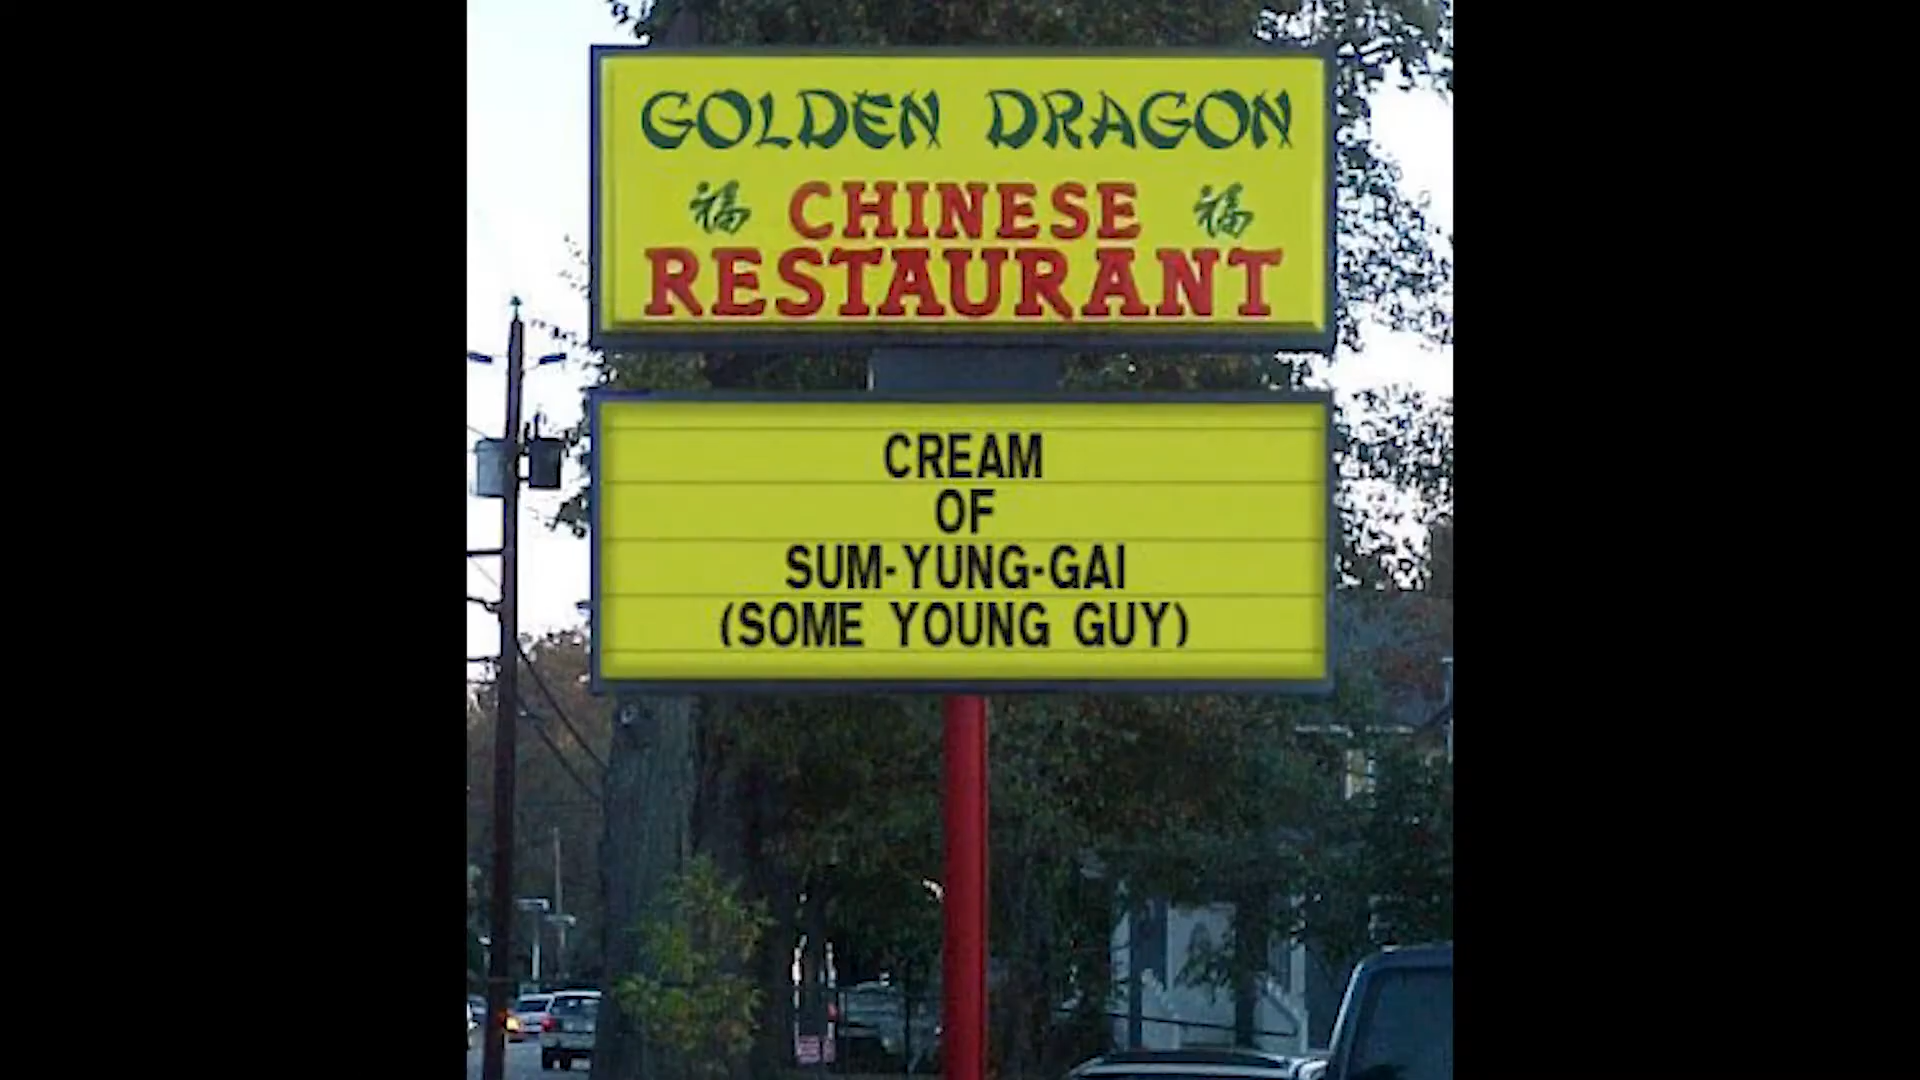 GOLDEN DRAGON
福 CHINESE 福
RESTAURANT
CREAM
OF
SUM-YUNG-GAI
(SOME YOUNG GUY)